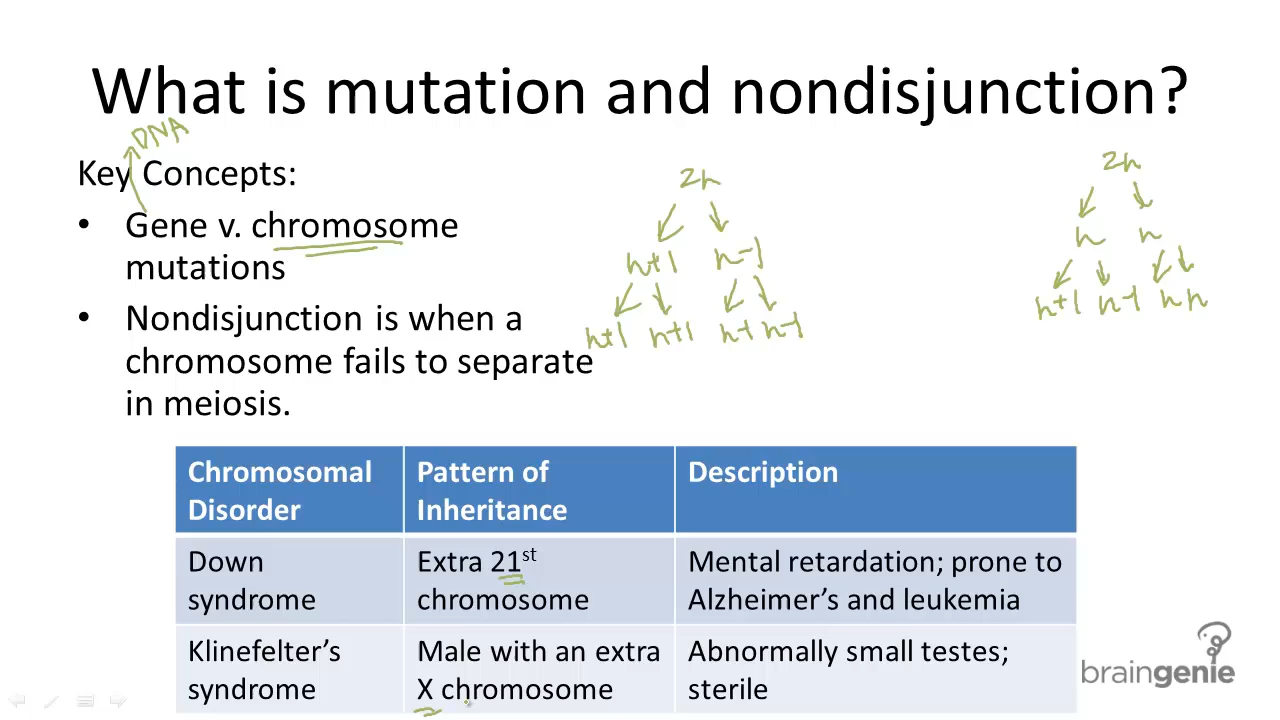 What is mutation and nondisjunction?
DNA
Key Concepts:
• Gene v. chromosome
mutations
• Nondisjunction is when a
chromosome fails to separate
in meiosis.
2n
n+1 n-1
n+1 n+1 n-1 n-1
2n
n n
n+1 n-1 n n
Chromosomal
Disorder
Pattern of
Inheritance
Description
Down
syndrome
Extra 21st
chromosome
Mental retardation; prone to
Alzheimer's and leukemia
Klinefelter's
syndrome
Male with an extra
X chromosome
Abnormally small testes;
sterile
braingenie